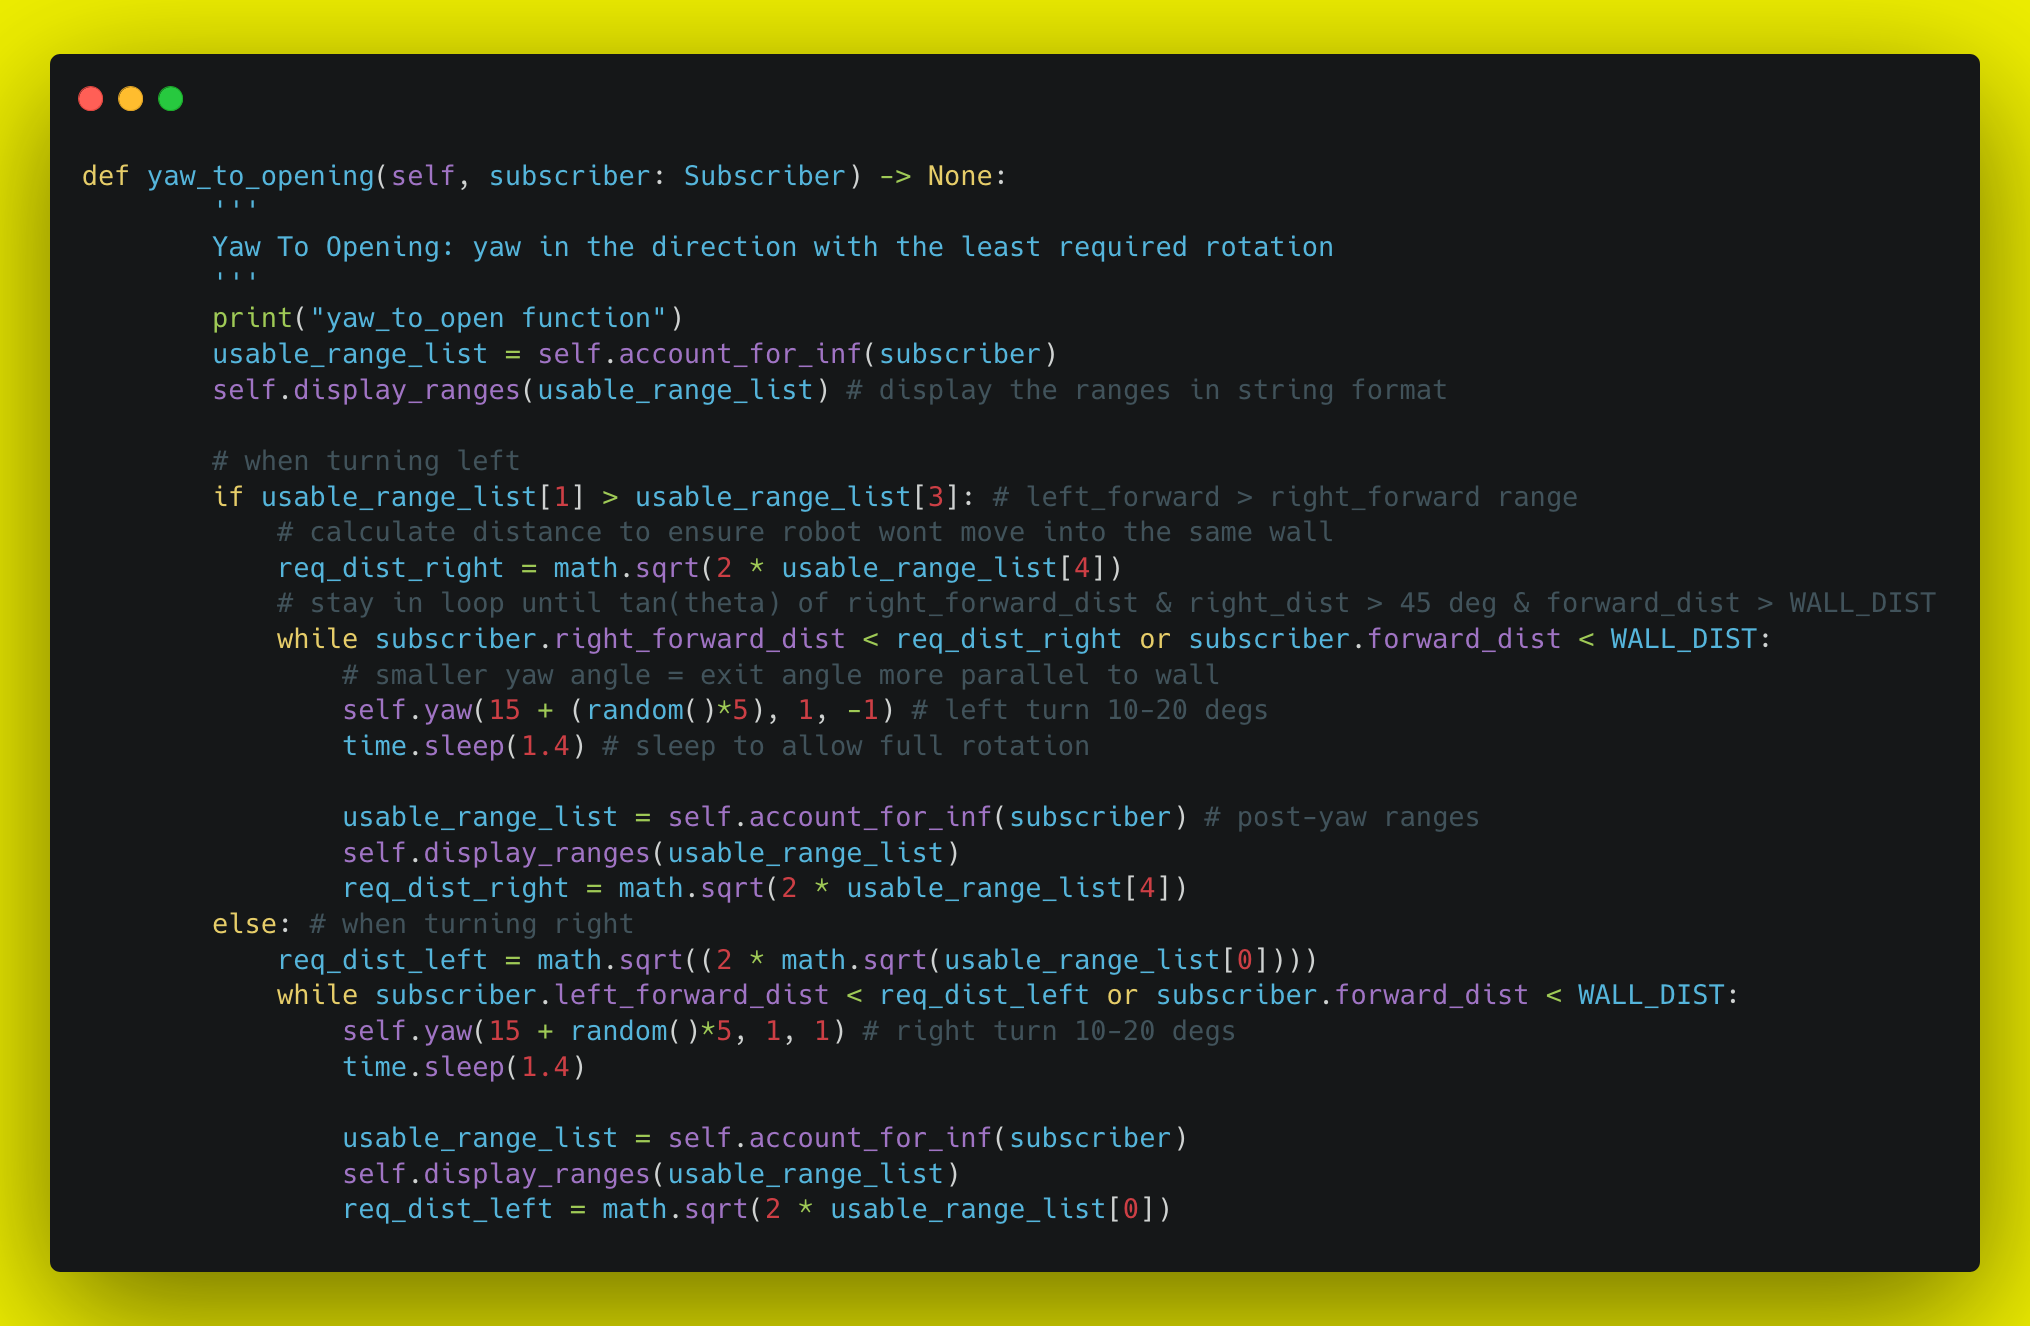 def yaw_to_opening(self, subscriber: Subscriber) -> None:
        '''
        Yaw To Opening: yaw in the direction with the least required rotation
        '''
        print("yaw_to_open function")
        usable_range_list = self.account_for_inf(subscriber)
        self.display_ranges(usable_range_list) # display the ranges in string format

        # when turning left
        if usable_range_list[1] > usable_range_list[3]: # left_forward > right_forward range
            # calculate distance to ensure robot wont move into the same wall
            req_dist_right = math.sqrt(2 * usable_range_list[4])
            # stay in loop until tan(theta) of right_forward_dist & right_dist > 45 deg & forward_dist > WALL_DIST
            while subscriber.right_forward_dist < req_dist_right or subscriber.forward_dist < WALL_DIST:
                # smaller yaw angle = exit angle more parallel to wall
                self.yaw(15 + (random()*5), 1, -1) # left turn 10-20 degs
                time.sleep(1.4) # sleep to allow full rotation

                usable_range_list = self.account_for_inf(subscriber) # post-yaw ranges
                self.display_ranges(usable_range_list)
                req_dist_right = math.sqrt(2 * usable_range_list[4])
        else: # when turning right
            req_dist_left = math.sqrt((2 * math.sqrt(usable_range_list[0])))
            while subscriber.left_forward_dist < req_dist_left or subscriber.forward_dist < WALL_DIST:
                self.yaw(15 + random()*5, 1, 1) # right turn 10-20 degs
                time.sleep(1.4)

                usable_range_list = self.account_for_inf(subscriber)
                self.display_ranges(usable_range_list)
                req_dist_left = math.sqrt(2 * usable_range_list[0])